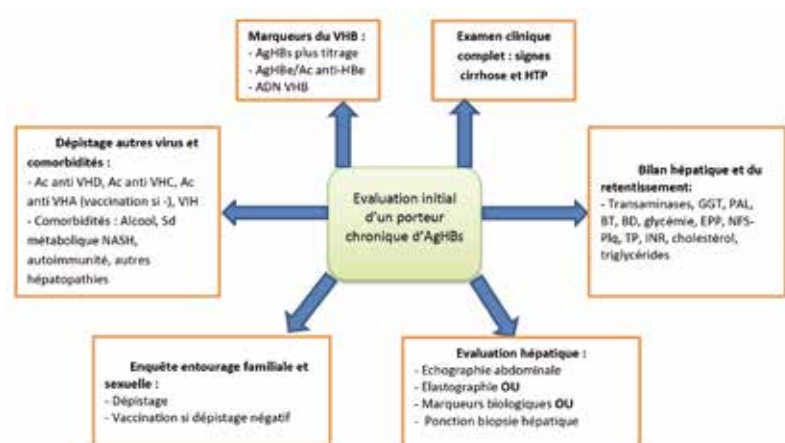 Marqueurs du VHB :
- AgHBs plus titrage
- AgHBe/Ac anti-HBe
- ADN VHB
Examen clinique
complet : signes
cirrhose et HTP
Dépistage autres virus et
comorbidités :
- Ac anti VHD, Ac anti VHC, Ac
anti VHA (vaccination si -), VIH
- Comorbidités : Alcool, Sd
métabolique NASH,
autoimmunité, autres
hépatopathies
Evaluation initial
d'un porteur
chronique d'AgHBs
Bilan hépatique et du
retentissement:
- Transaminases, GGT, PAL,
BT, BD, glycémie, EPP, NFS-
Plq, TP, INR, cholestérol,
triglycérides
Enquête entourage familiale et
sexuelle :
- Dépistage
- Vaccination si dépistage négatif
Evaluation hépatique :
- Echographie abdominale
- Elastographie OU
- Marqueurs biologiques OU
- Ponction biopsie hépatique